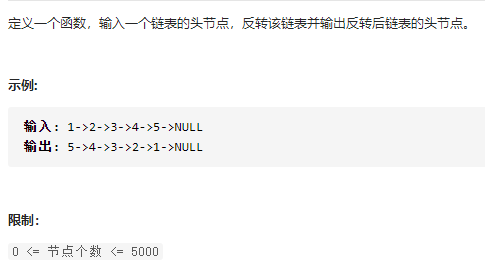 定义一个函数，输入一个链表的头节点，反转该链表并输出反转后链表的头节点。
示例:
输入: 1->2->3->4->5->NULL
输出: 5->4->3->2->1->NULL
限制：
0 <= 节点个数 <= 5000